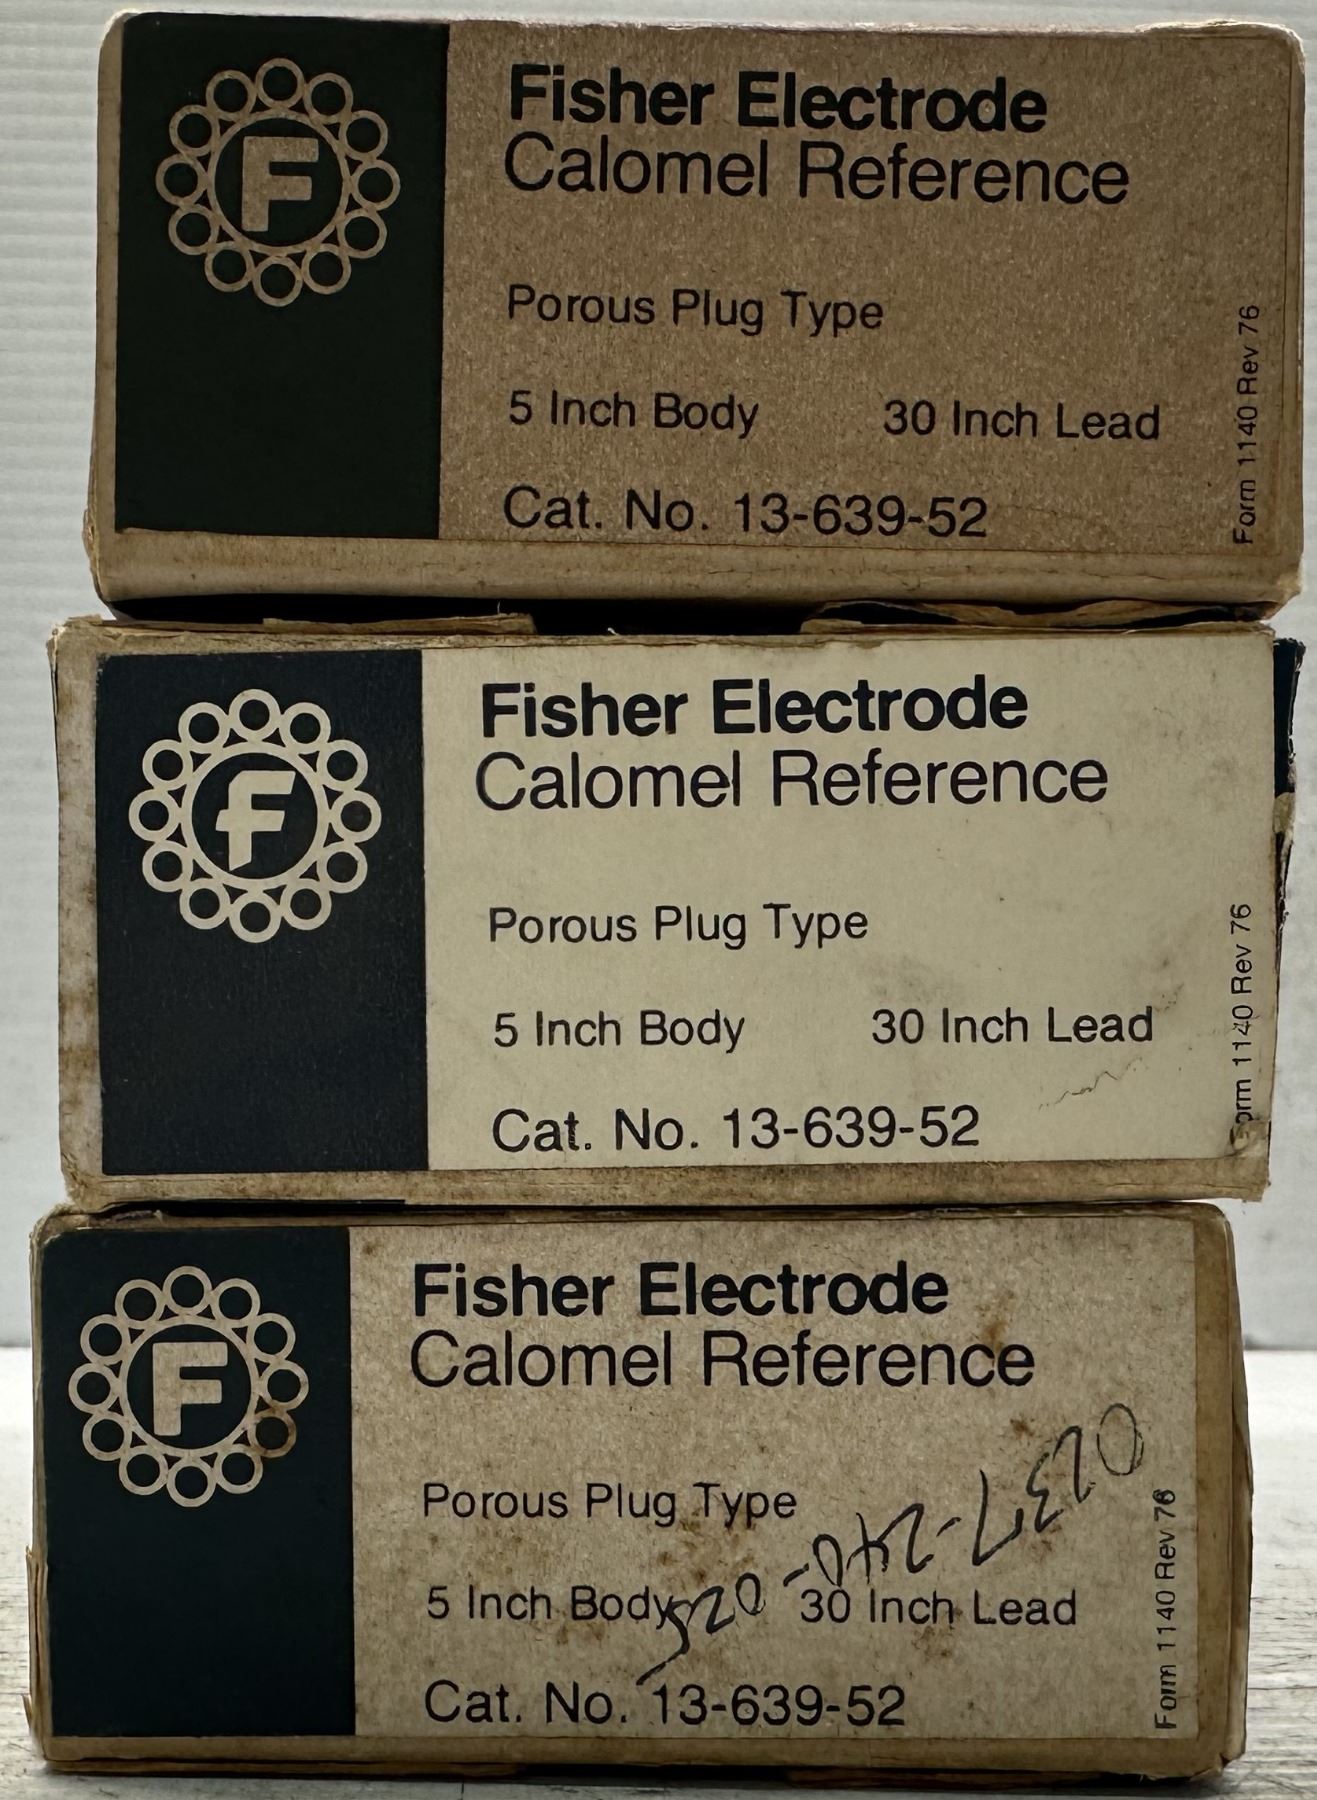 F
Fisher Electrode
Calomel Reference
Porous Plug Type
5 Inch Body 30 Inch Lead
Cat. No. 13-639-52
Form 1140 Rev 76
F
Fisher Electrode
Calomel Reference
Porous Plug Type
5 Inch Body 30 Inch Lead
Cat. No. 13-639-52
Form 1140 Rev 76
F
Fisher Electrode
Calomel Reference
Porous Plug Type
5 Inch Body 30 Inch Lead
Cat. No. 13-639-52
Form 1140 Rev 76